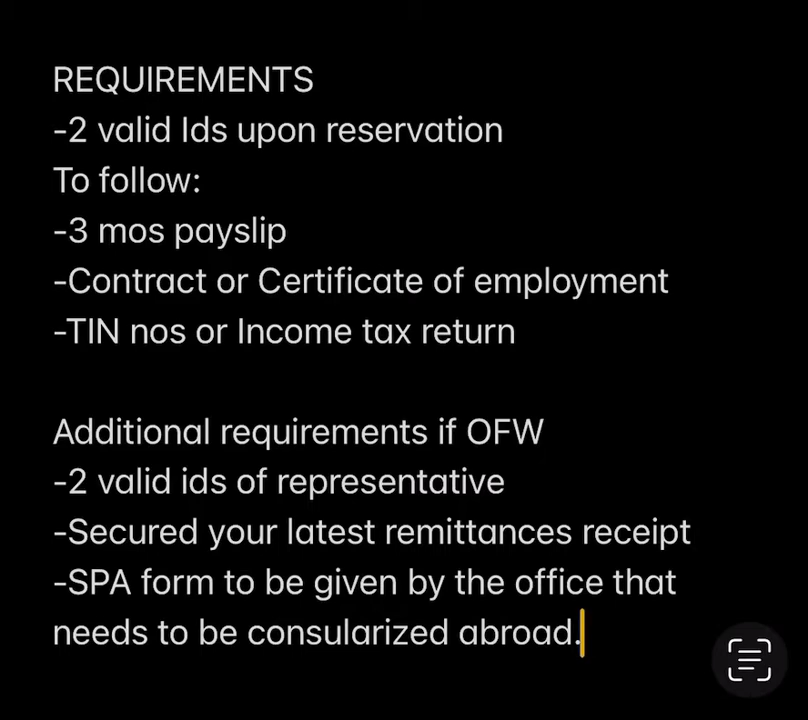 REQUIREMENTS
-2 valid Ids upon reservation
To follow:
-3 mos payslip
-Contract or Certificate of employment
-TIN nos or Income tax return
Additional requirements if OFW
-2 valid ids of representative
-Secured your latest remittances receipt
-SPA form to be given by the office that
needs to be consularized abroad.